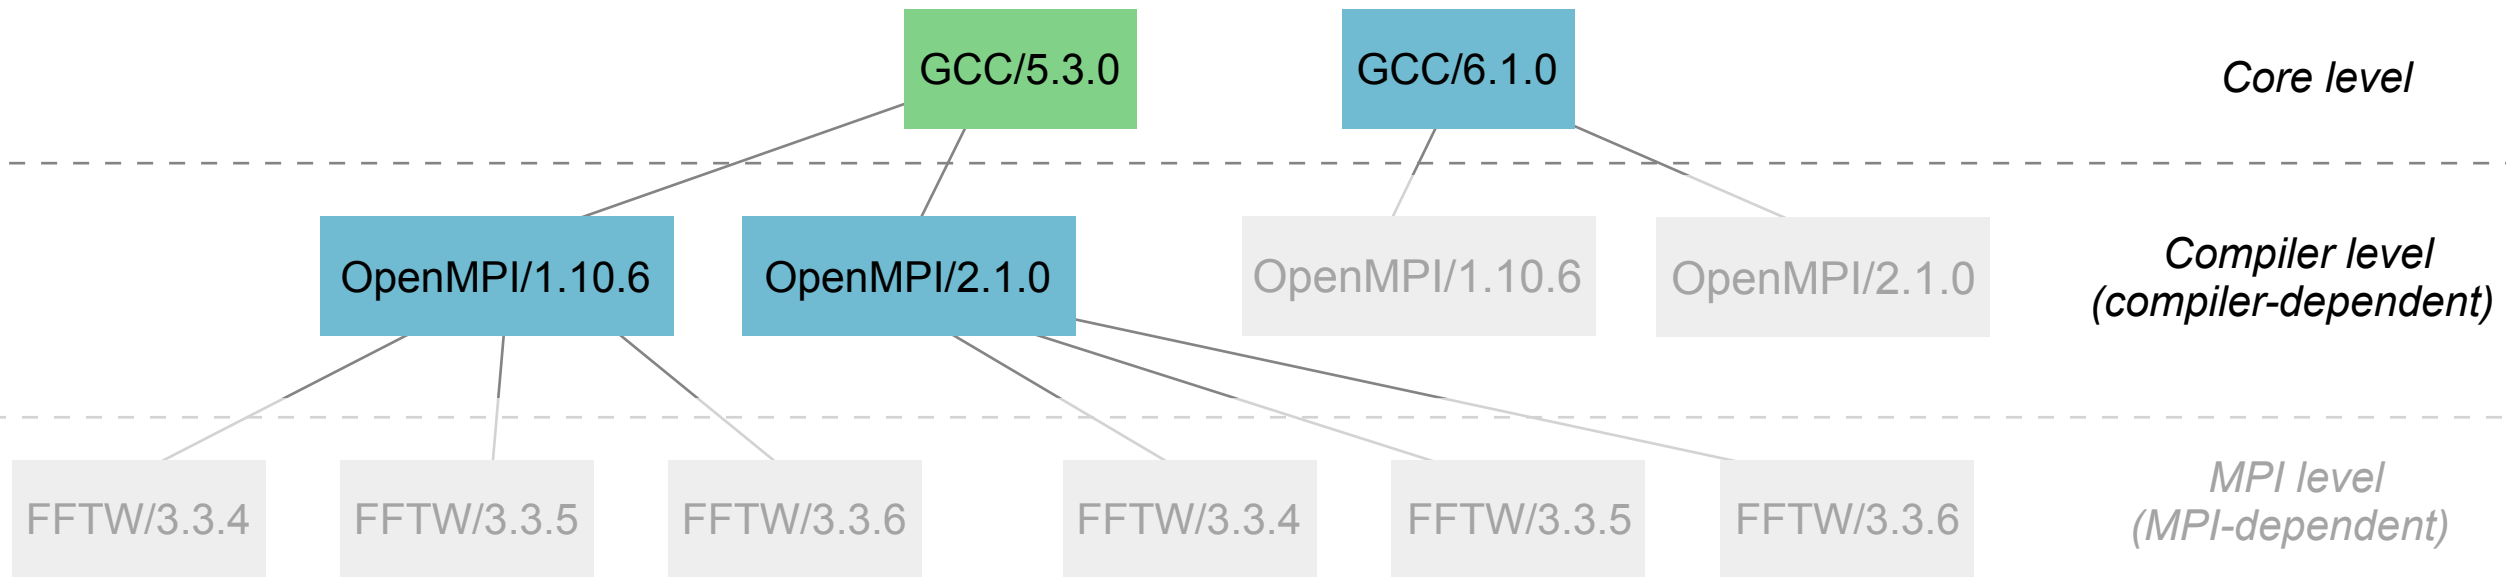 GCC/5.3.0
GCC/6.1.0
Core level
OpenMPI/1.10.6
OpenMPI/2.1.0
OpenMPI/1.10.6
OpenMPI/2.1.0
Compiler level
(compiler-dependent)
FFTW/3.3.4
FFTW/3.3.5
FFTW/3.3.6
FFTW/3.3.4
FFTW/3.3.5
FFTW/3.3.6
MPI level
(MPI-dependent)